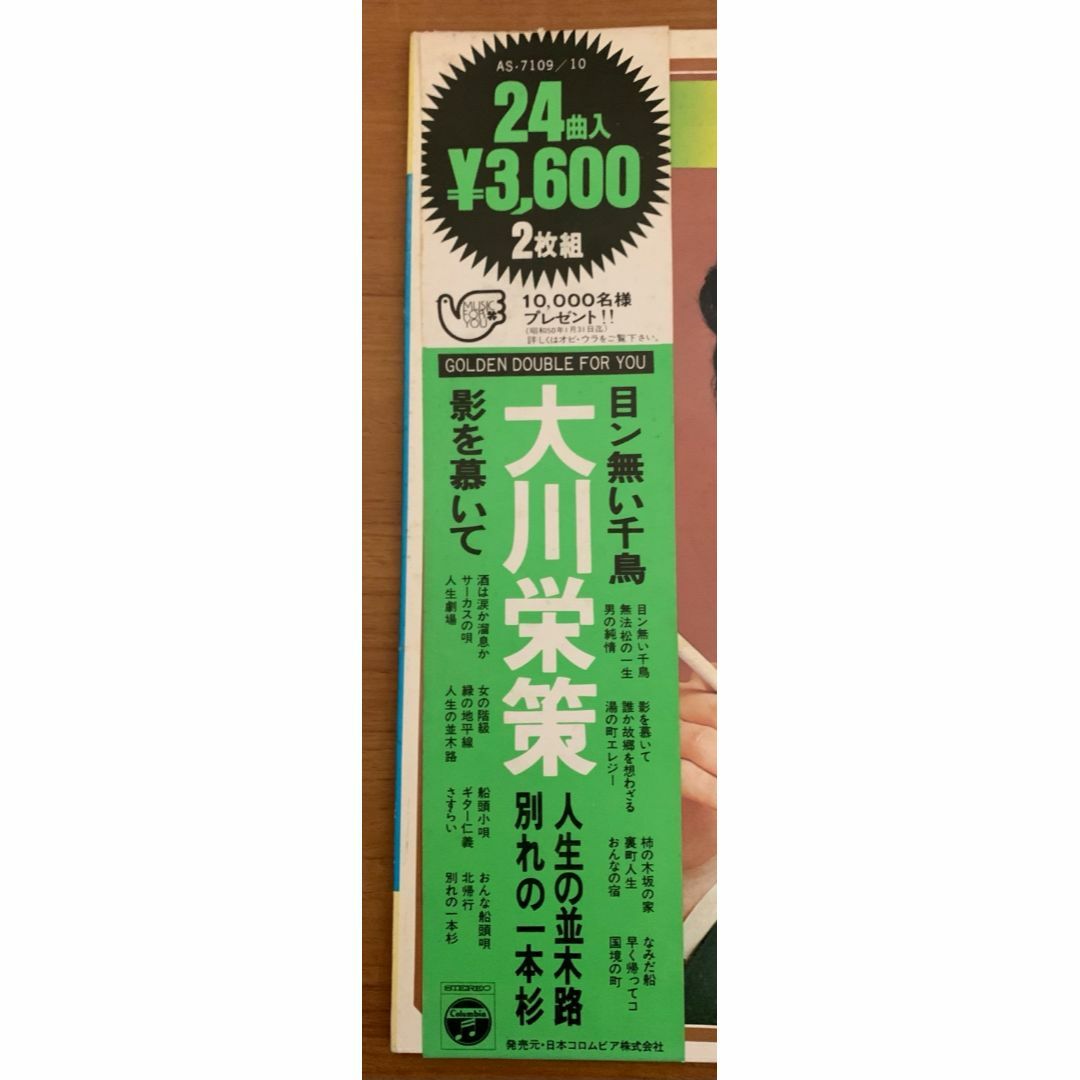 AS-7109/10
24曲入
¥3,600
2枚組
MUSIC
FOR
YOU
10,000名様
プレゼント!!
(昭和50年1月31日迄)
詳しくはオビ・ウラをご覧下さい。
GOLDEN DOUBLE FOR YOU
目ン無い千鳥
大川栄策
影を慕いて
目ン無い千鳥
無法松の一生
男の純情
影を慕いて
誰か故郷を想わざる
湯の町エレジー
柿の木坂の家
裏町人生
おんなの宿
なみだ船
早く帰ってコ
国境の町
酒は涙か溜息か
サーカスの唄
人生劇場
女の階級
緑の地平線
人生の並木路
船頭小唄
ギター仁義
さすらい
おんな船頭唄
北帰行
別れの一本杉
人生の並木路
別れの一本杉
STEREO
Columbia
発売元・日本コロムビア株式会社